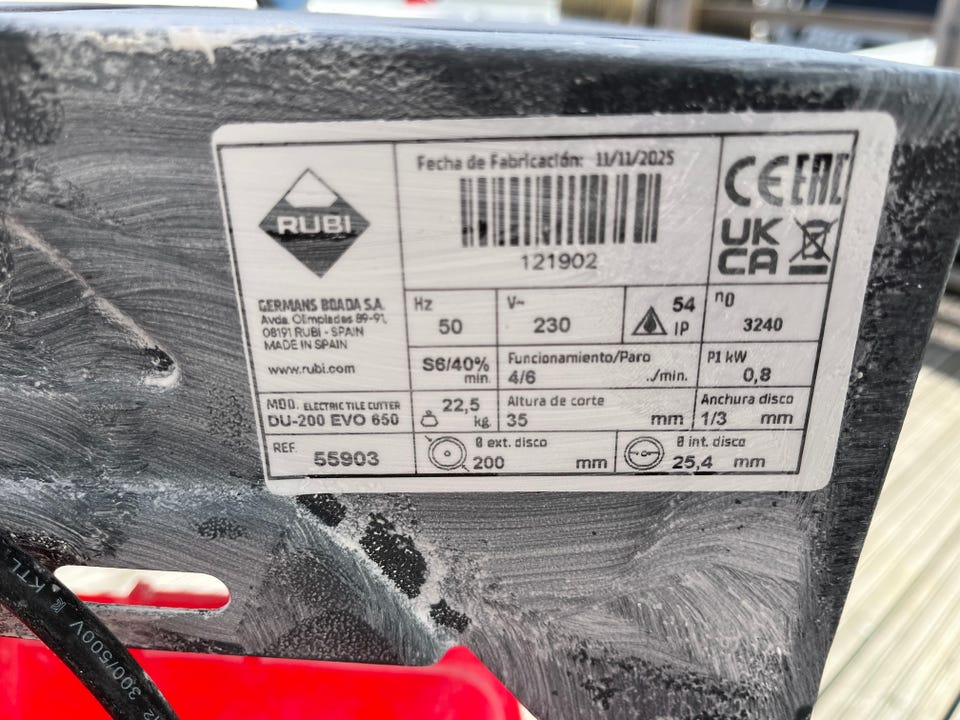 RUBI
GERMANS BOADA S.A.
Avda. Olimpiades 89-91,
08191 RUBI - SPAIN
MADE IN SPAIN
www.rubi.com
MOD. ELECTRIC TILE CUTTER
DU-200 EVO 650
REF. 55903
Fecha de Fabricación: 11/11/2025
121902
CE EAC
UK
CA
Hz
50
V~
230
54
IP
n0
3240
S6/40%
min.
Funcionamiento/Paro
4/6 ../min.
P1 kW
0,8
22,5
kg
Altura de corte
35 mm
Anchura disco
1/3 mm
Ø ext. disco
200 mm
Ø int. disco
25,4 mm
300/500V KTL